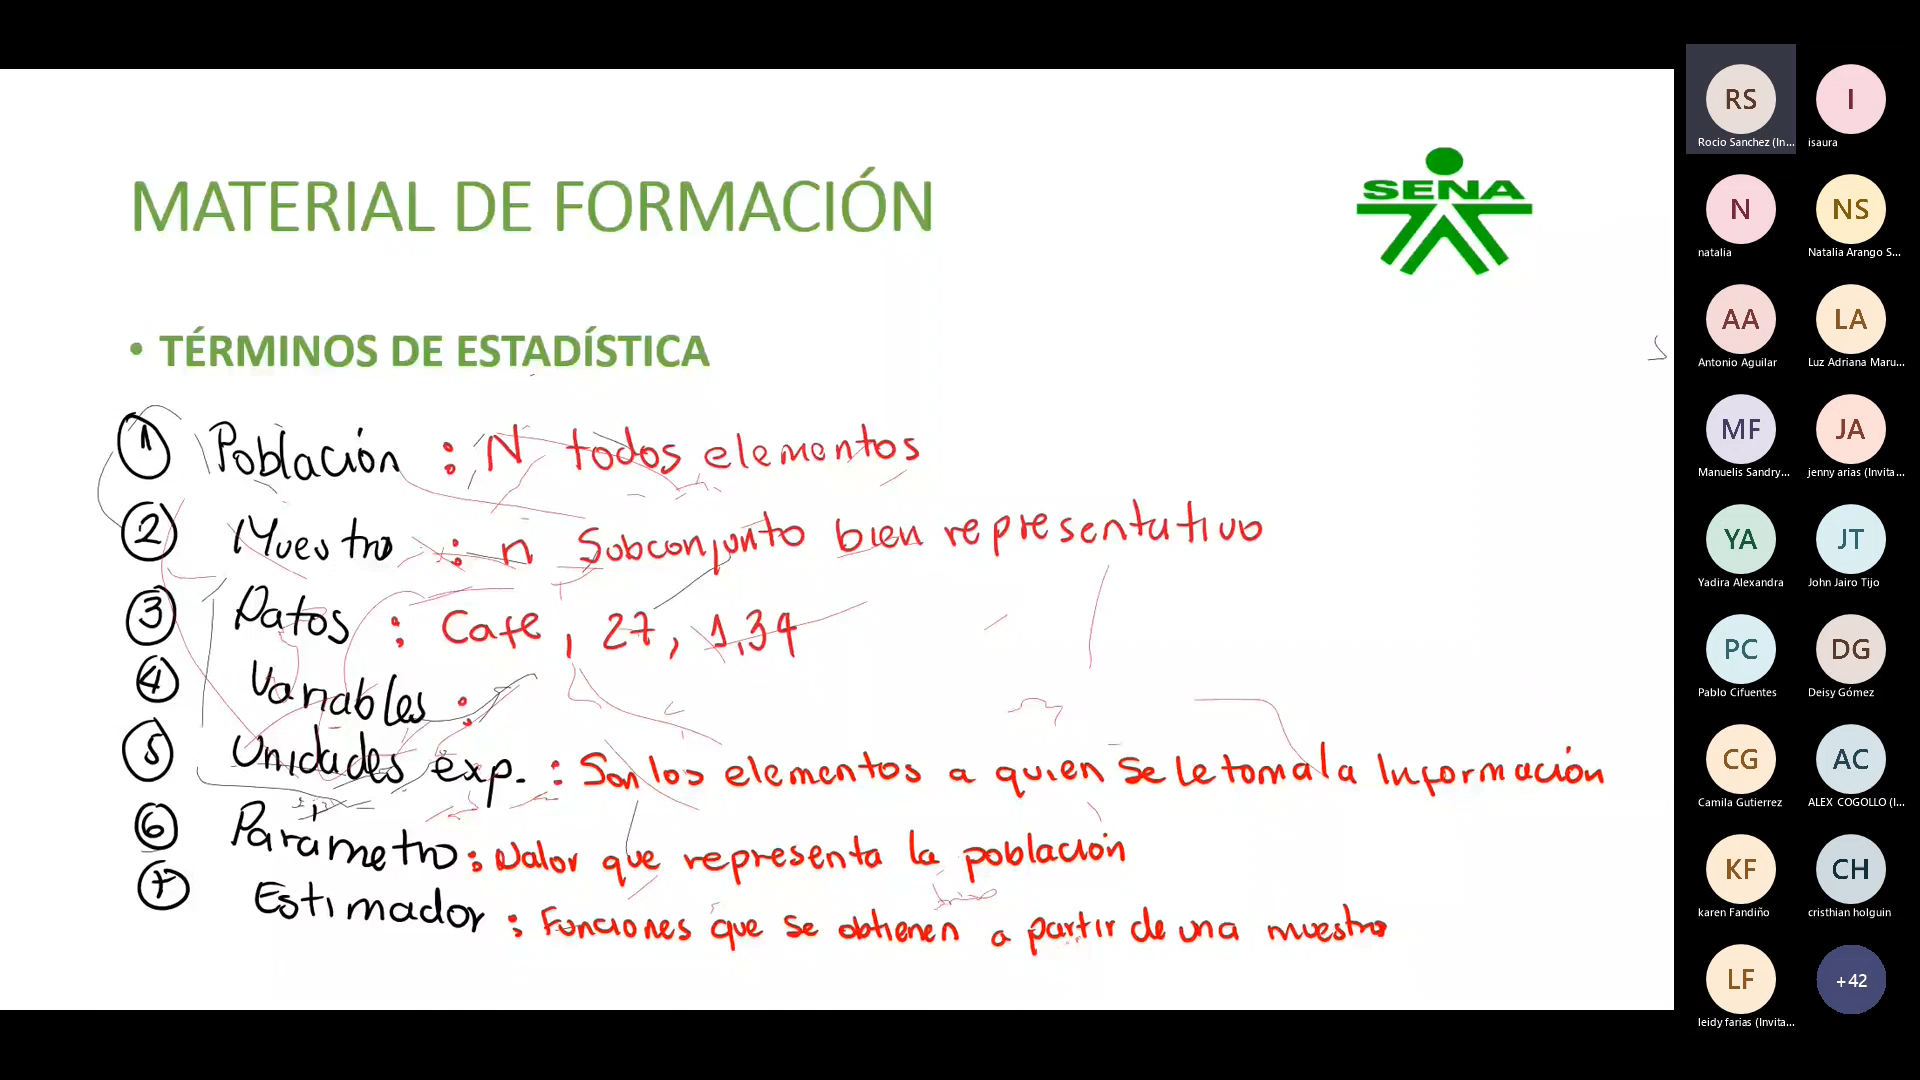 MATERIAL DE FORMACIÓN
SENA
• TÉRMINOS DE ESTADÍSTICA
1 Población : N todos elementos
2 Muestra : n Subconjunto bien representativo
3 Datos : Cafe, 27, 1,34
4 Variables :
5 Unidades exp. : Son los elementos a quien se le toma la Información
6 Parámetro : Valor que representa la población
7 Estimador : Funciones que se obtienen a partir de una muestra
RS
Rocio Sanchez (In...
I
isaura
N
natalia
NS
Natalia Arango S...
AA
Antonio Aguilar
LA
Luz Adriana Maru...
MF
Manuelis Sandry...
JA
jenny arias (Invita...
YA
Yadira Alexandra
JT
John Jairo Tijo
PC
Pablo Cifuentes
DG
Deisy Gómez
CG
Camila Gutierrez
AC
ALEX COGOLLO (I...
KF
karen Fandiño
CH
cristhian holguin
LF
leidy farias (Invita...
+42